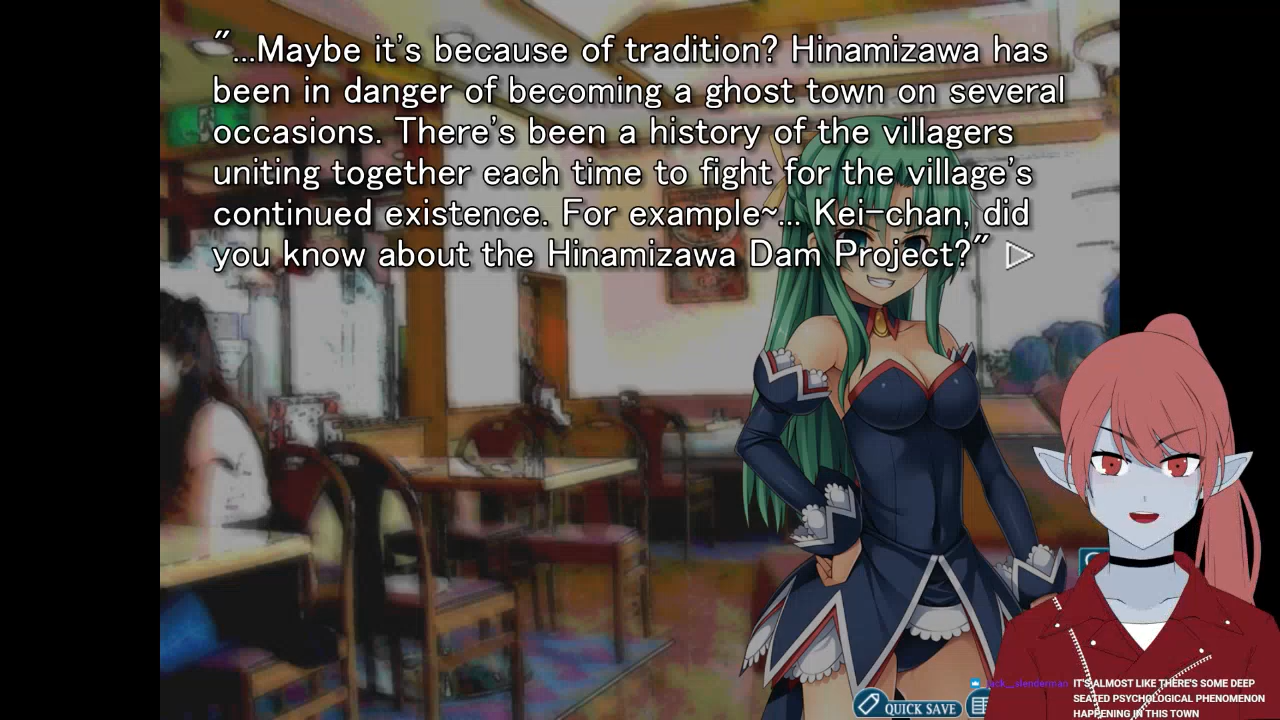 "...Maybe it's because of tradition? Hinamizawa has
been in danger of becoming a ghost town on several
occasions. There's been a history of the villagers
uniting together each time to fight for the village's
continued existence. For example~... Kei-chan, did
you know about the Hinamizawa Dam Project?"
QUICK SAVE
IT'S ALMOST LIKE THERE'S SOME DEEP
SEATED PSYCHOLOGICAL PHENOMENON
HAPPENING IN THIS TOWN